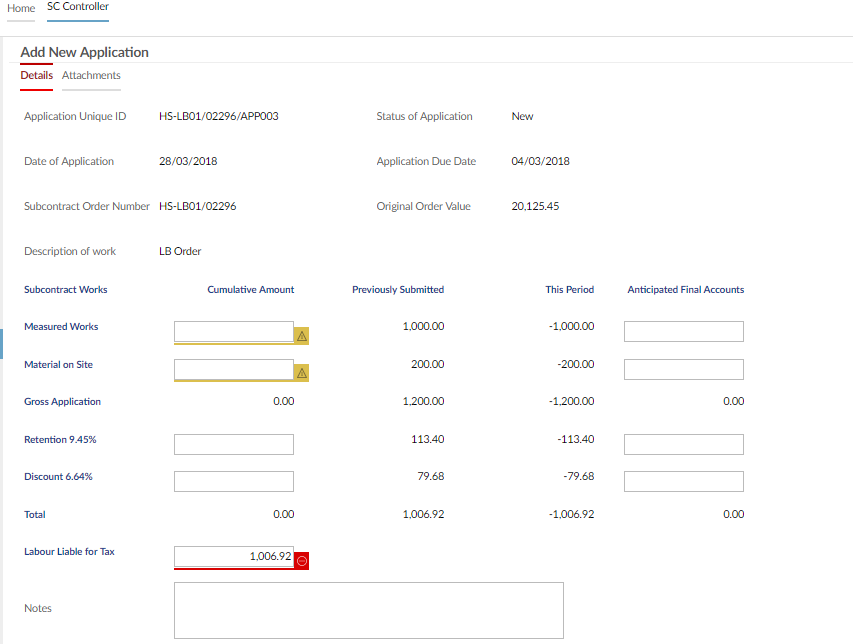 Home SC Controller
Add New Application
Details Attachments
Application Unique ID HS-LB01/02296/APP003 Status of Application New
Date of Application 28/03/2018 Application Due Date 04/03/2018
Subcontract Order Number HS-LB01/02296 Original Order Value 20,125.45
Description of work LB Order
Subcontract Works Cumulative Amount Previously Submitted This Period Anticipated Final Accounts
Measured Works 1,000.00 -1,000.00
Material on Site 200.00 -200.00
Gross Application 0.00 1,200.00 -1,200.00 0.00
Retention 9.45% 113.40 -113.40
Discount 6.64% 79.68 -79.68
Total 0.00 1,006.92 -1,006.92 0.00
Labour Liable for Tax 1,006.92
Notes